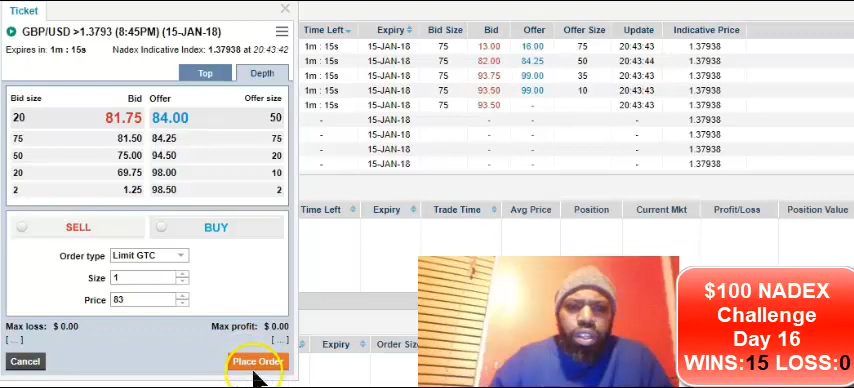 Ticket
GBP/USD >1.3793 (8:45PM) (15-JAN-18)
Expires in: 1m : 15s Nadex Indicative Index: 1.37938 at 20:43:42
Top Depth
Bid size Bid Offer Offer size
20 81.75 84.00 50
75 81.50 84.25 75
50 75.00 94.50 20
20 69.75 98.00 10
2 1.25 98.50 2
SELL BUY
Order type Limit GTC
Size 1
Price 83
Max loss: $ 0.00 Max profit: $ 0.00
[ ... ] [ ... ]
Cancel Place Order
Time Left Expiry Bid Size Bid Offer Offer Size Update Indicative Price
1m : 15s 15-JAN-18 75 13.00 16.00 75 20:43:43 1.37938
1m : 15s 15-JAN-18 75 82.00 84.25 50 20:43:44 1.37938
1m : 15s 15-JAN-18 75 93.75 99.00 35 20:43:43 1.37938
1m : 15s 15-JAN-18 75 93.50 99.00 10 20:43:43 1.37938
1m : 15s 15-JAN-18 75 93.50 - - 20:43:43 1.37938
- 15-JAN-18 - - - - - 1.37938
- 15-JAN-18 - - - - - 1.37938
- 15-JAN-18 - - - - - 1.37938
- 15-JAN-18 - - - - - 1.37938
Time Left Expiry Trade Time Avg Price Position Current Mkt Profit/Loss Position Value
Expiry Order Size
$100 NADEX
Challenge
Day 16
WINS:15 LOSS:0